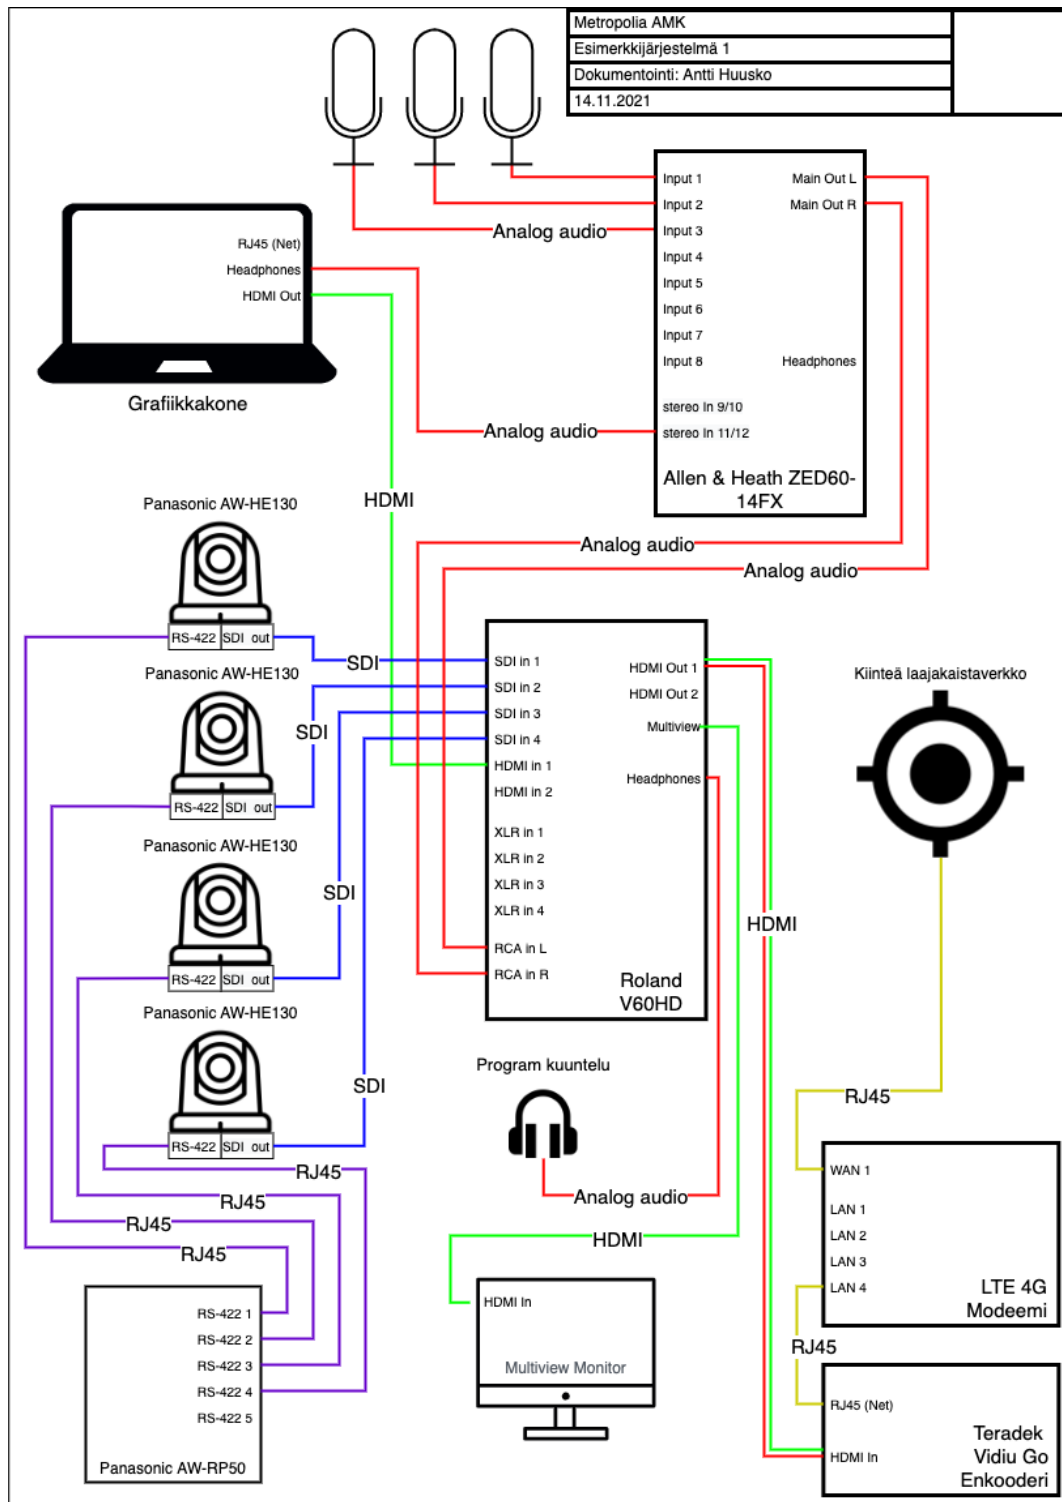 Metropolia AMK
Esimerkkijärjestelmä 1
Dokumentointi: Antti Huusko
14.11.2021
Input 1
Input 2
Input 3
Input 4
Input 5
Input 6
Input 7
Input 8
stereo In 9/10
stereo In 11/12
Main Out L
Main Out R
Headphones
Allen & Heath ZED60-
14FX
Analog audio
RJ45 (Net)
Headphones
HDMI Out
Grafiikkakone
Analog audio
HDMI
Analog audio
Analog audio
Panasonic AW-HE130
RS-422
SDI out
SDI
Panasonic AW-HE130
RS-422
SDI out
SDI
Panasonic AW-HE130
RS-422
SDI out
SDI
Panasonic AW-HE130
RS-422
SDI out
SDI
SDI in 1
SDI in 2
SDI in 3
SDI in 4
HDMI in 1
HDMI in 2
XLR in 1
XLR in 2
XLR in 3
XLR in 4
RCA in L
RCA in R
HDMI Out 1
HDMI Out 2
Multiview
Headphones
Roland
V60HD
Kiinteä laajakaistaverkko
HDMI
RJ45
Program kuuntelu
Analog audio
HDMI
RJ45
RJ45
RJ45
RJ45
RS-422 1
RS-422 2
RS-422 3
RS-422 4
RS-422 5
Panasonic AW-RP50
HDMI In
Multiview Monitor
WAN 1
LAN 1
LAN 2
LAN 3
LAN 4
LTE 4G
Modeemi
RJ45
RJ45 (Net)
HDMI In
Teradek
Vidiu Go
Enkooderi